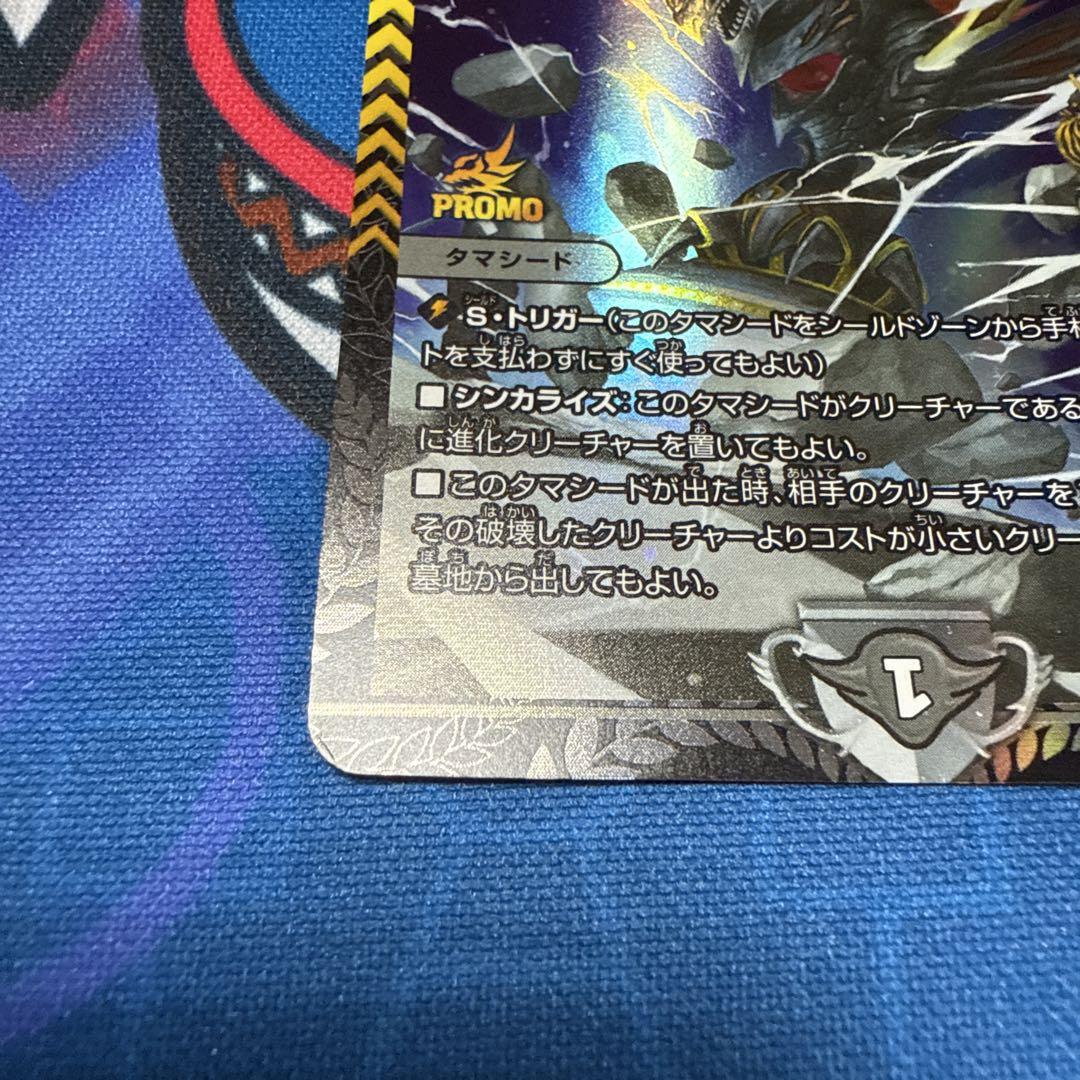 PROMO
タマシード
S・トリガー(このタマシードをシールドゾーンから手
トを支払わずにすぐ使ってもよい)
■シンカライズ:このタマシードがクリーチャーである
に進化クリーチャーを置いてもよい。
■このタマシードが出た時、相手のクリーチャーを
その破壊したクリーチャーよりコストが小さいクリー
墓地から出してもよい。
1